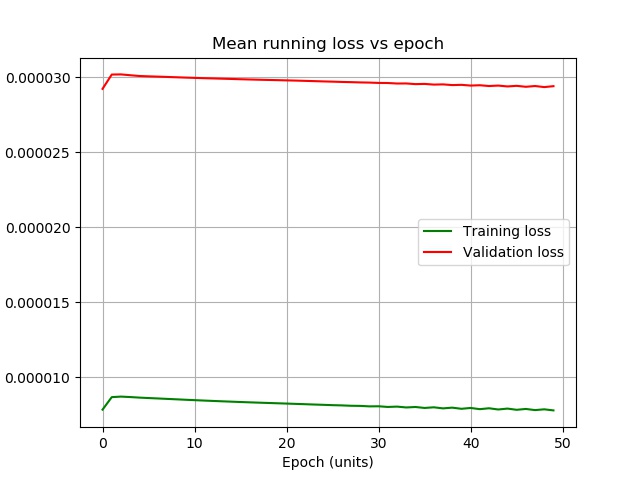 Mean running loss vs epoch
0.000030
0.000025
0.000020
0.000015
0.000010
Training loss
Validation loss
0 10 20 30 40 50
Epoch (units)